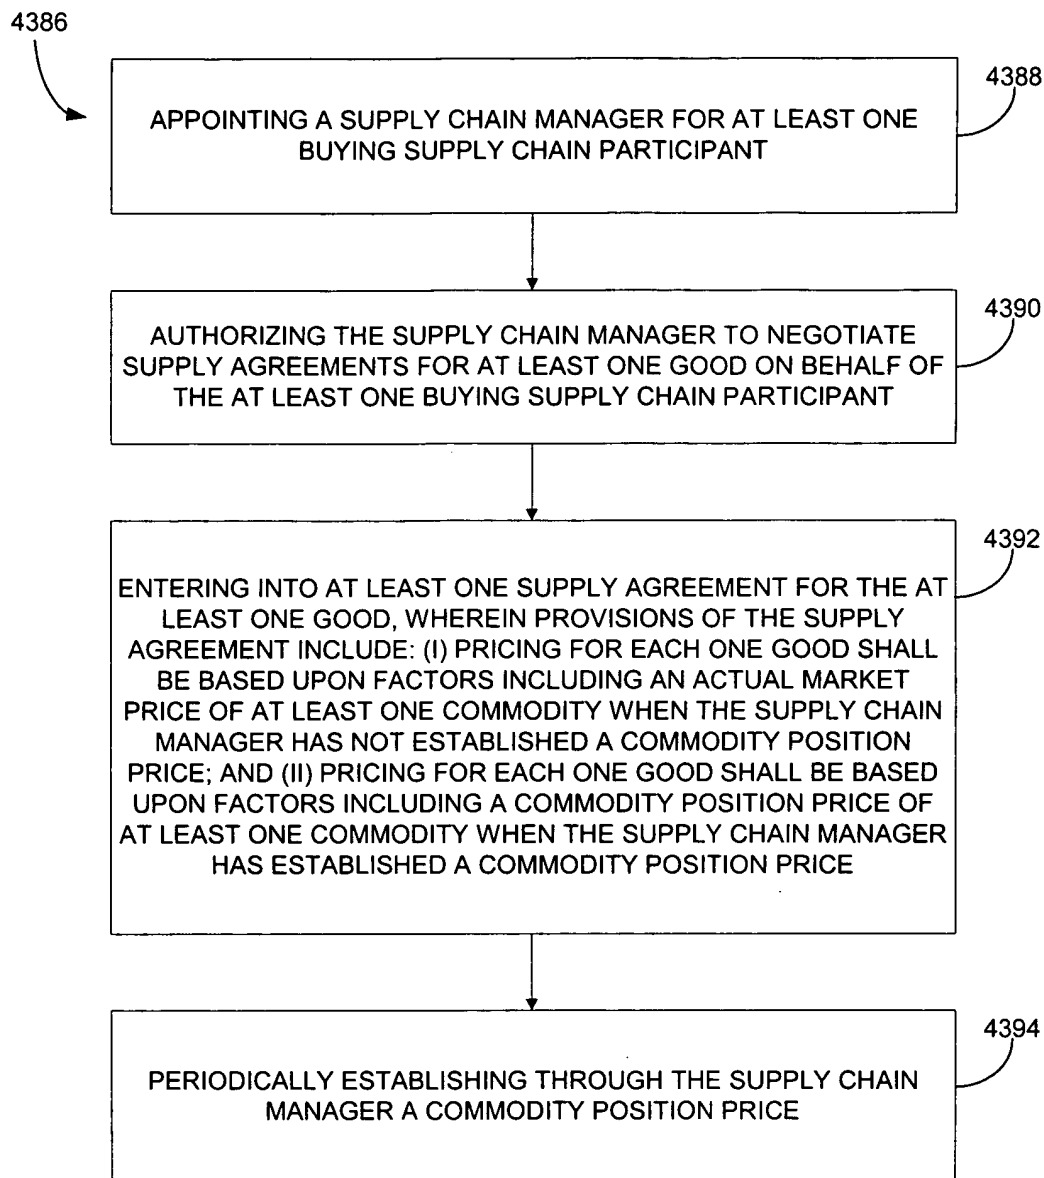 4386
4388
APPOINTING A SUPPLY CHAIN MANAGER FOR AT LEAST ONE
BUYING SUPPLY CHAIN PARTICIPANT
4390
AUTHORIZING THE SUPPLY CHAIN MANAGER TO NEGOTIATE
SUPPLY AGREEMENTS FOR AT LEAST ONE GOOD ON BEHALF OF
THE AT LEAST ONE BUYING SUPPLY CHAIN PARTICIPANT
4392
ENTERING INTO AT LEAST ONE SUPPLY AGREEMENT FOR THE AT
LEAST ONE GOOD, WHEREIN PROVISIONS OF THE SUPPLY
AGREEMENT INCLUDE: (I) PRICING FOR EACH ONE GOOD SHALL
BE BASED UPON FACTORS INCLUDING AN ACTUAL MARKET
PRICE OF AT LEAST ONE COMMODITY WHEN THE SUPPLY CHAIN
MANAGER HAS NOT ESTABLISHED A COMMODITY POSITION
PRICE; AND (II) PRICING FOR EACH ONE GOOD SHALL BE BASED
UPON FACTORS INCLUDING A COMMODITY POSITION PRICE OF
AT LEAST ONE COMMODITY WHEN THE SUPPLY CHAIN MANAGER
HAS ESTABLISHED A COMMODITY POSITION PRICE
4394
PERIODICALLY ESTABLISHING THROUGH THE SUPPLY CHAIN
MANAGER A COMMODITY POSITION PRICE